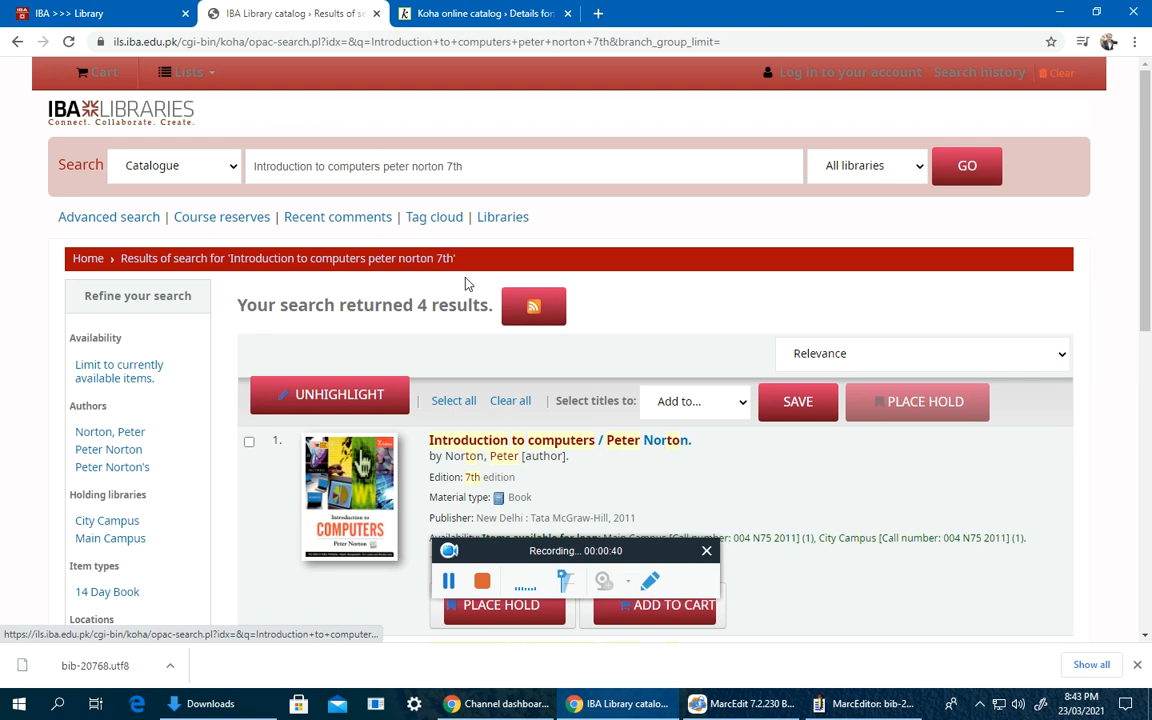 IBA >>> Library
IBA Library catalog › Results of se
Koha online catalog › Details for:
ils.iba.edu.pk/cgi-bin/koha/opac-search.pl?idx=&q=Introduction+to+computers+peter+norton+7th&branch_group_limit=
Cart
Lists
Log in to your account
Search history
Clear
IBA LIBRARIES
Connect. Collaborate. Create.
Search
Catalogue
Introduction to computers peter norton 7th
All libraries
GO
Advanced search | Course reserves | Recent comments | Tag cloud | Libraries
Home › Results of search for 'Introduction to computers peter norton 7th'
Refine your search
Availability
Limit to currently
available items.
Authors
Norton, Peter
Peter Norton
Peter Norton's
Holding libraries
City Campus
Main Campus
Item types
14 Day Book
Locations
Your search returned 4 results.
Relevance
UNHIGHLIGHT
Select all
Clear all
Select titles to:
Add to...
SAVE
PLACE HOLD
1.
Introduction to
COMPUTERS
Peter Norton
Introduction to computers / Peter Norton.
by Norton, Peter [author].
Edition: 7th edition
Material type: Book
Publisher: New Delhi : Tata McGraw-Hill, 2011
Availability: Items available for loan: Main Campus [Call number: 004 N75 2011] (1), City Campus [Call number: 004 N75 2011] (1).
Recording... 00:00:40
PLACE HOLD
ADD TO CART
https://ils.iba.edu.pk/cgi-bin/koha/opac-search.pl?idx=&q=Introduction+to+computer...
bib-20768.utf8
Show all
Downloads
Channel dashboar...
IBA Library catalo...
MarcEdit 7.2.230 B...
MarcEditor: bib-2...
8:43 PM
23/03/2021